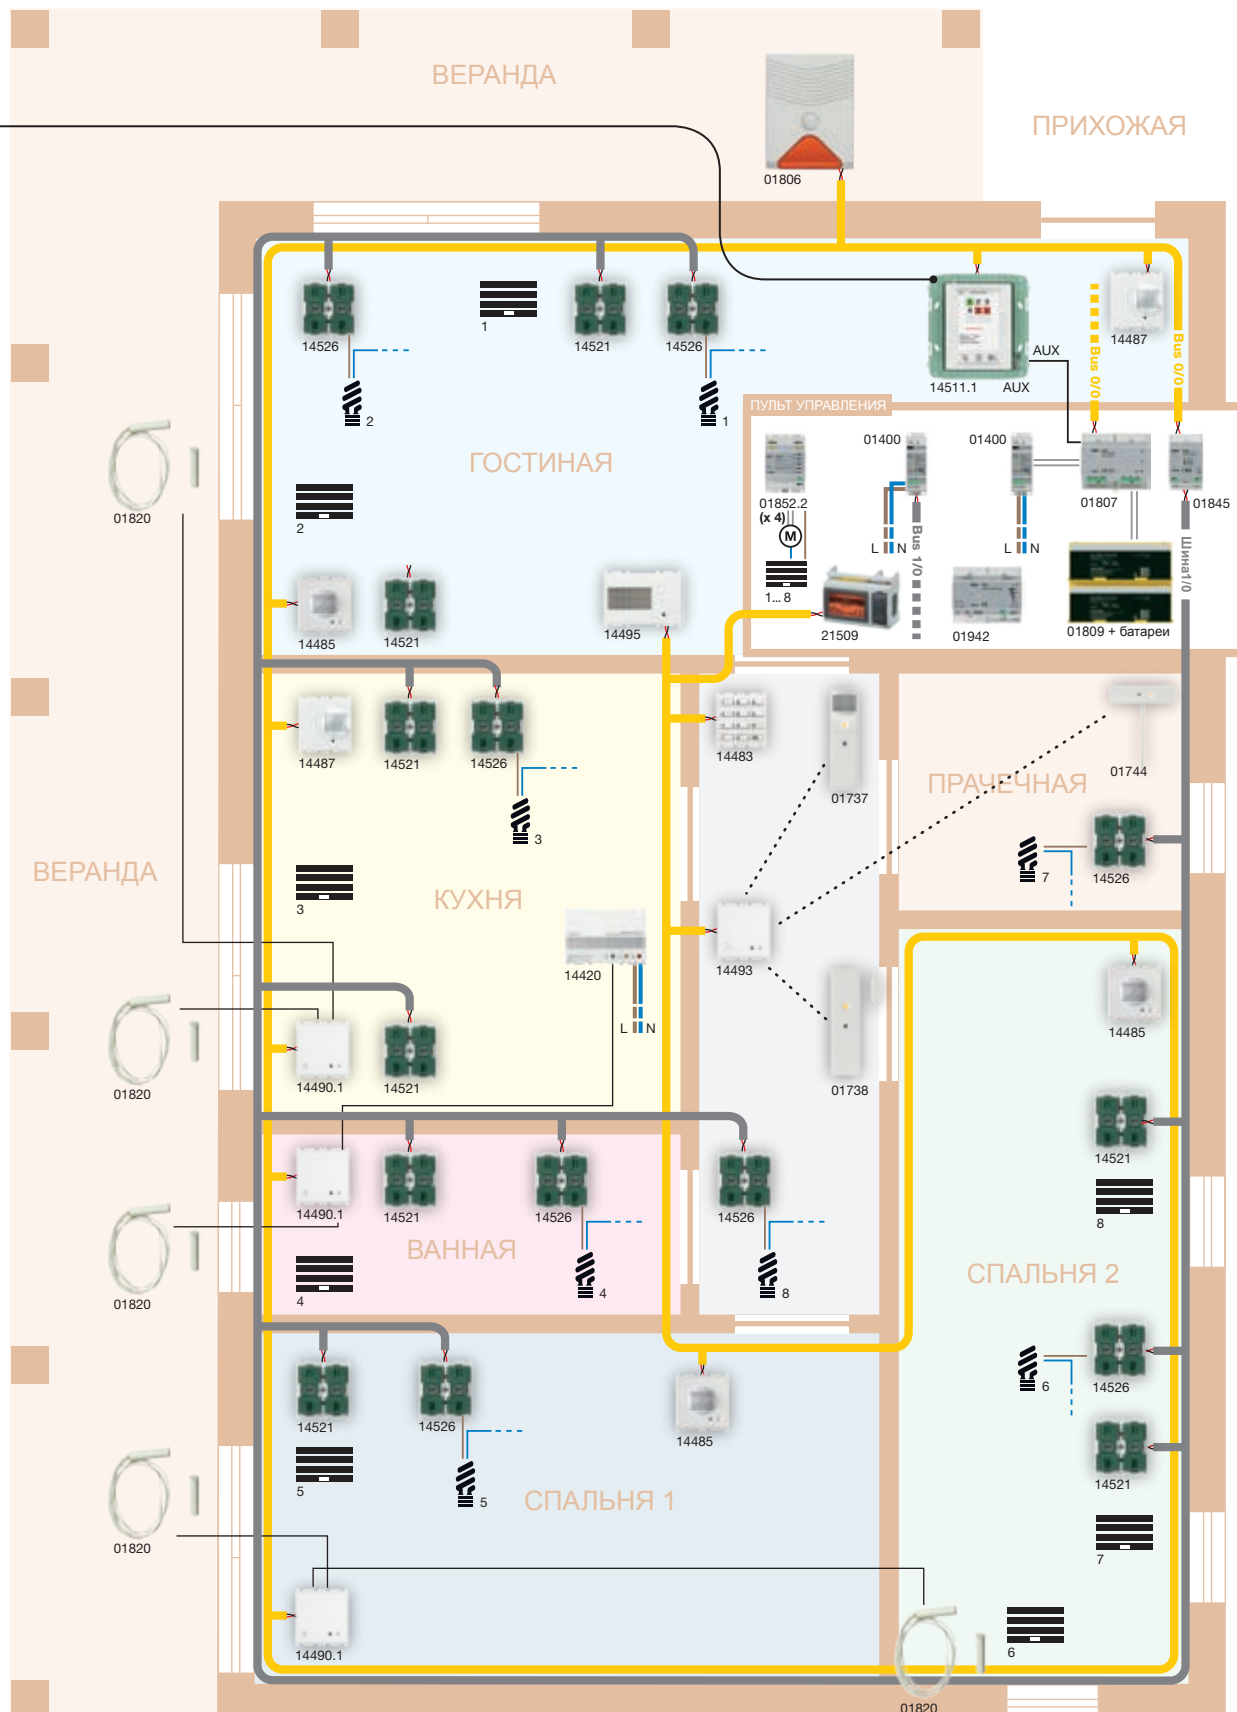 ВЕРАНДА
ПРИХОЖАЯ
01806
14526
1
14521
14526
14487
Bus 0/0
Bus 0/0
AUX
14511.1
AUX
2
1
ПУЛЬТ УПРАВЛЕНИЯ
ГОСТИНАЯ
01400
01400
01820
01852.2
(x 4)
M
01807
01845
2
L N
Bus 1/0
L N
Шина1/0
1... 8
14485
14521
14495
21509
01942
01809 + батареи
14487
14521
14526
14483
01737
01744
ПРАЧЕЧНАЯ
3
7
14526
ВЕРАНДА
3
КУХНЯ
14420
14493
L N
14485
01820
14490.1
14521
01738
14521
14490.1
14521
14526
14526
8
ВАННАЯ
СПАЛЬНЯ 2
01820
4
4
8
14521
14526
14485
6
14526
14521
5
5
СПАЛЬНЯ 1
01820
7
14490.1
6
01820